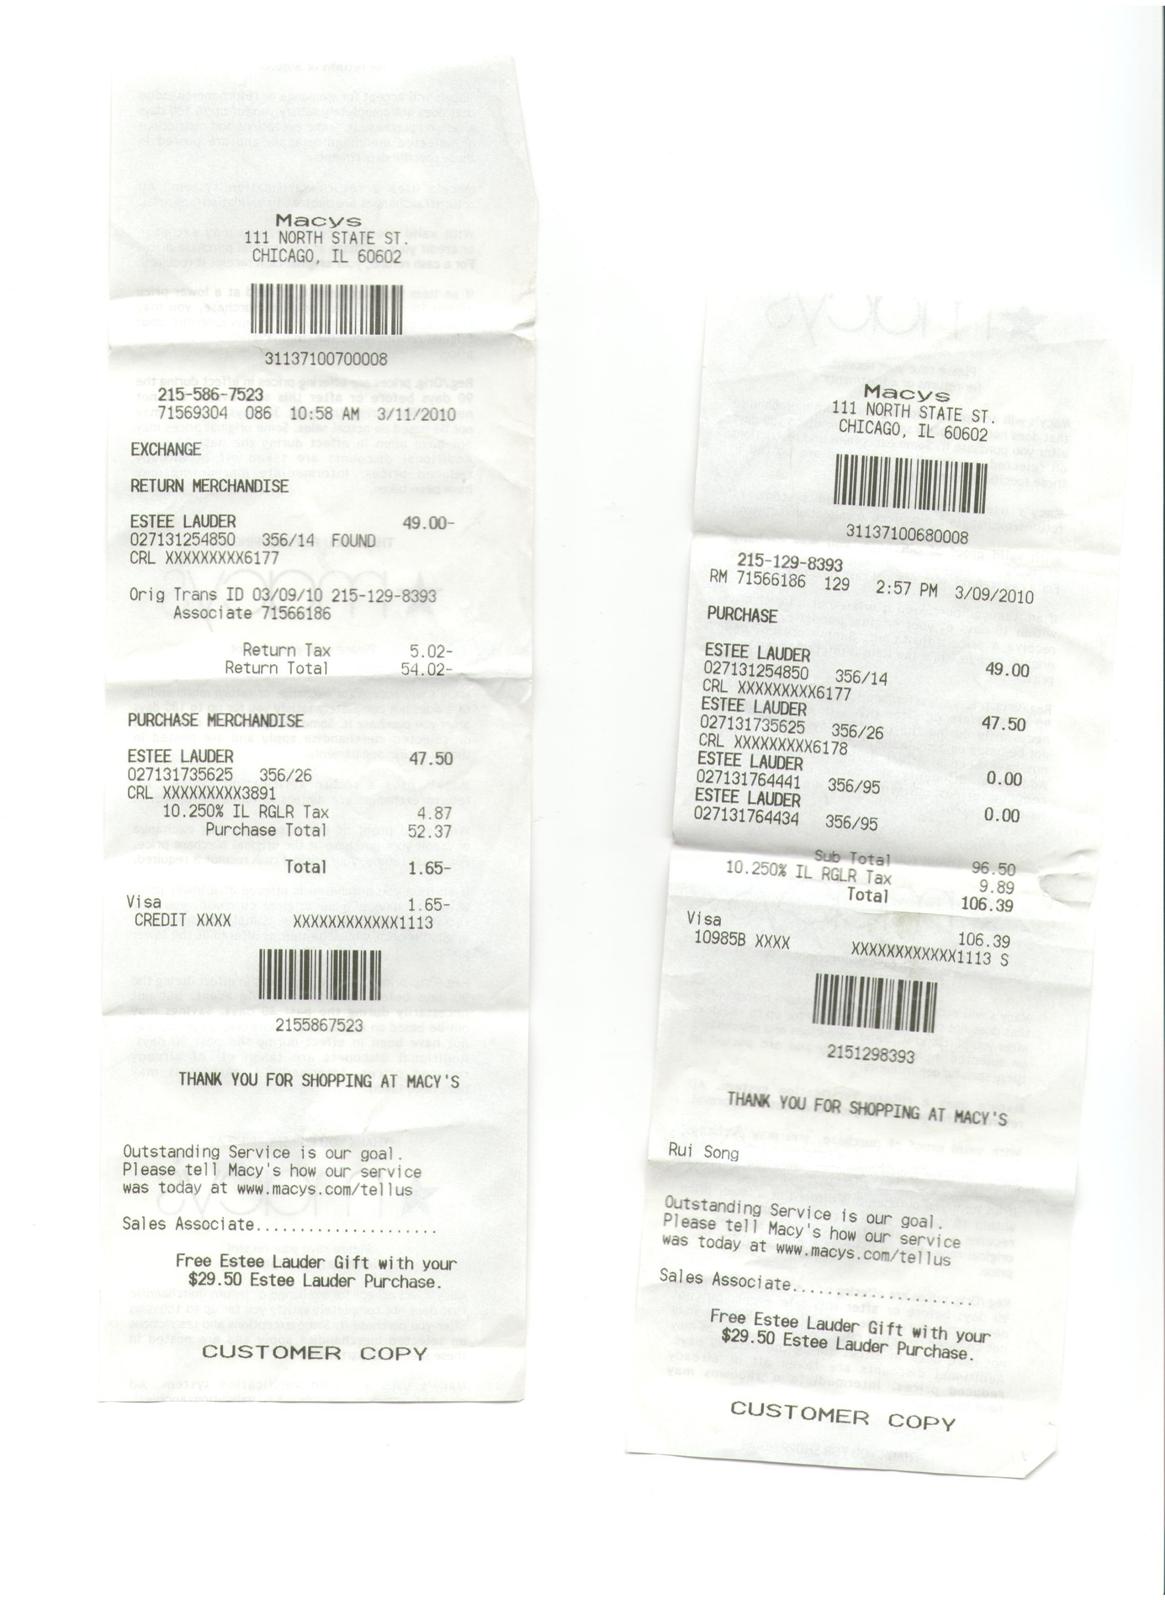 Macys
111 NORTH STATE ST.
CHICAGO, IL 60602
31137100700008
215-586-7523
71569304 086 10:58 AM 3/11/2010
EXCHANGE
RETURN MERCHANDISE
ESTEE LAUDER 49.00-
027131254850 356/14 FOUND
CRL XXXXXXXXX6177
Orig Trans ID 03/09/10 215-129-8393
Associate 71566186
Return Tax 5.02-
Return Total 54.02-
PURCHASE MERCHANDISE
ESTEE LAUDER 47.50
027131735625 356/26
CRL XXXXXXXXX3891
10.250% IL RGLR Tax 4.87
Purchase Total 52.37
Total 1.65-
Visa 1.65-
CREDIT XXXX XXXXXXXXXXXX1113
2155867523
THANK YOU FOR SHOPPING AT MACY'S
Outstanding Service is our goal.
Please tell Macy's how our service
was today at www.macys.com/tellus
Sales Associate....................
Free Estee Lauder Gift with your
$29.50 Estee Lauder Purchase.
CUSTOMER COPY
Macys
111 NORTH STATE ST.
CHICAGO, IL 60602
31137100680008
215-129-8393
RM 71566186 129 2:57 PM 3/09/2010
PURCHASE
ESTEE LAUDER 49.00
027131254850 356/14
CRL XXXXXXXXX6177
ESTEE LAUDER 47.50
027131735625 356/26
CRL XXXXXXXXX6178
ESTEE LAUDER 0.00
027131764441 356/95
ESTEE LAUDER 0.00
027131764434 356/95
Sub Total 96.50
10.250% IL RGLR Tax 9.89
Total 106.39
Visa 106.39
10985B XXXX XXXXXXXXXXXX1113 S
2151298393
THANK YOU FOR SHOPPING AT MACY'S
Rui Song
Outstanding Service is our goal.
Please tell Macy's how our service
was today at www.macys.com/tellus
Sales Associate....................
Free Estee Lauder Gift with your
$29.50 Estee Lauder Purchase.
CUSTOMER COPY